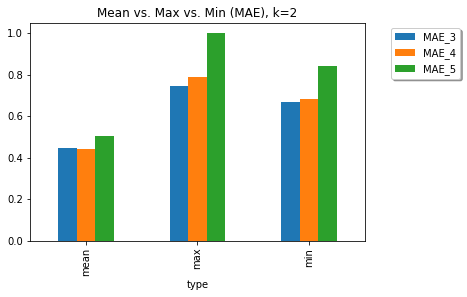 Mean vs. Max vs. Min (MAE), k=2
1.0
0.8
0.6
0.4
0.2
0.0
mean
max
min
type
MAE_3
MAE_4
MAE_5